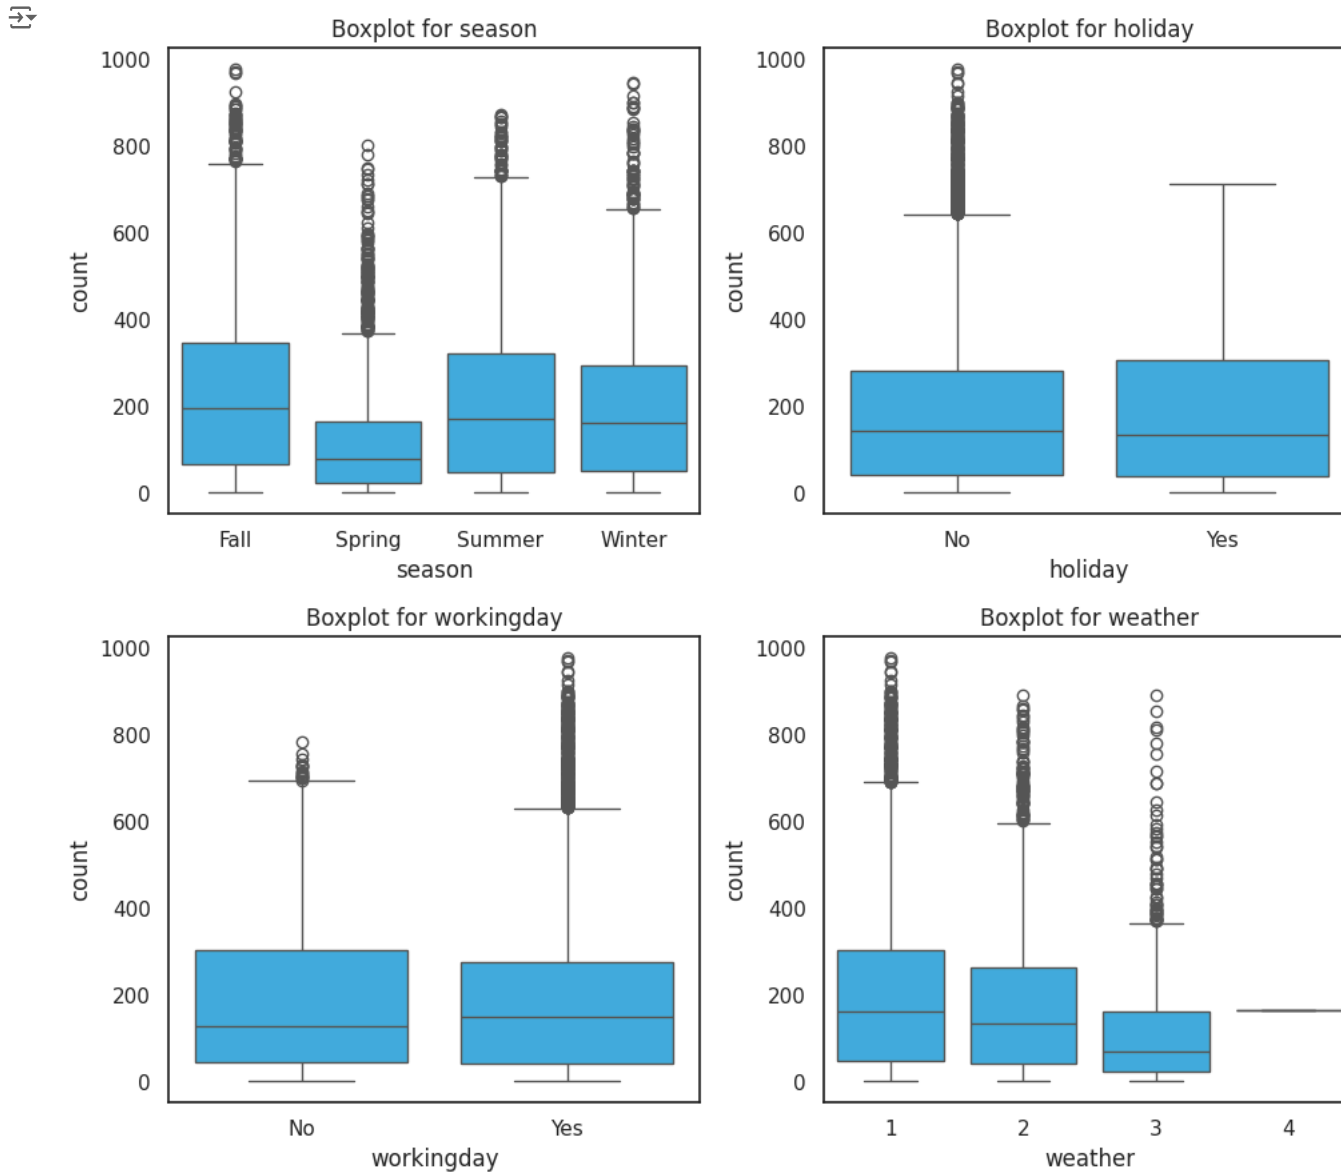 Boxplot for season
1000
800
600
400
200
0
count
Fall Spring Summer Winter
season
Boxplot for holiday
1000
800
600
400
200
0
count
No Yes
holiday
Boxplot for workingday
1000
800
600
400
200
0
count
No Yes
workingday
Boxplot for weather
1000
800
600
400
200
0
count
1 2 3 4
weather